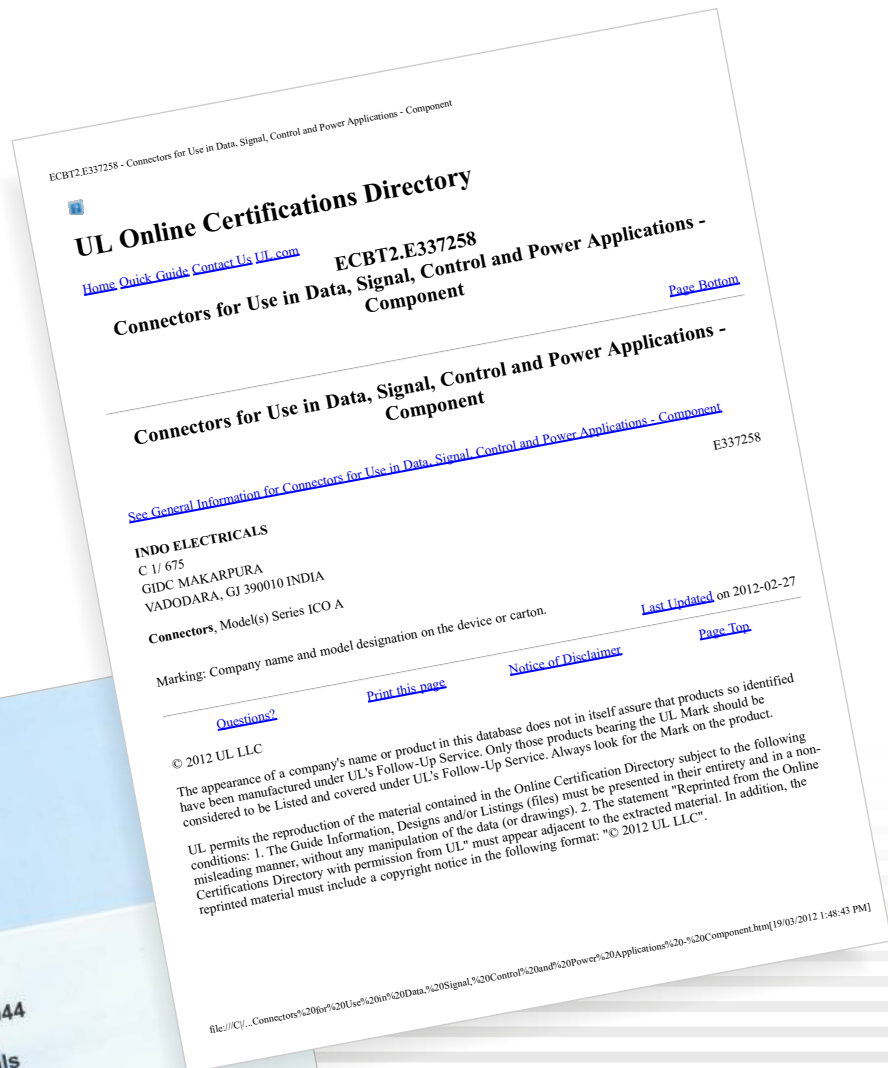 ECBT2.E337258 - Connectors for Use in Data, Signal, Control and Power Applications - Component
UL Online Certifications Directory
Home Quick Guide Contact Us UL.com
ECBT2.E337258
Connectors for Use in Data, Signal, Control and Power Applications -
Component
Page Bottom
Connectors for Use in Data, Signal, Control and Power Applications -
Component
See General Information for Connectors for Use in Data, Signal, Control and Power Applications - Component
E337258
INDO ELECTRICALS
C 1/ 675
GIDC MAKARPURA
VADODARA, GJ 390010 INDIA
Connectors, Model(s) Series ICO A
Marking: Company name and model designation on the device or carton.
Last Updated on 2012-02-27
Questions?
Print this page
Notice of Disclaimer
Page Top
© 2012 UL LLC
The appearance of a company's name or product in this database does not in itself assure that products so identified
have been manufactured under UL's Follow-Up Service. Only those products bearing the UL Mark should be
considered to be Listed and covered under UL's Follow-Up Service. Always look for the Mark on the product.
UL permits the reproduction of the material contained in the Online Certification Directory subject to the following
conditions: 1. The Guide Information, Designs and/or Listings (files) must be presented in their entirety and in a non-
misleading manner, without any manipulation of the data (or drawings). 2. The statement "Reprinted from the Online
Certifications Directory with permission from UL" must appear adjacent to the extracted material. In addition, the
reprinted material must include a copyright notice in the following format: "© 2012 UL LLC".
file:///C|/...Connectors%20for%20Use%20in%20Data,%20Signal,%20Control%20and%20Power%20Applications%20-%20Component.htm[19/03/2012 1:48:43 PM]